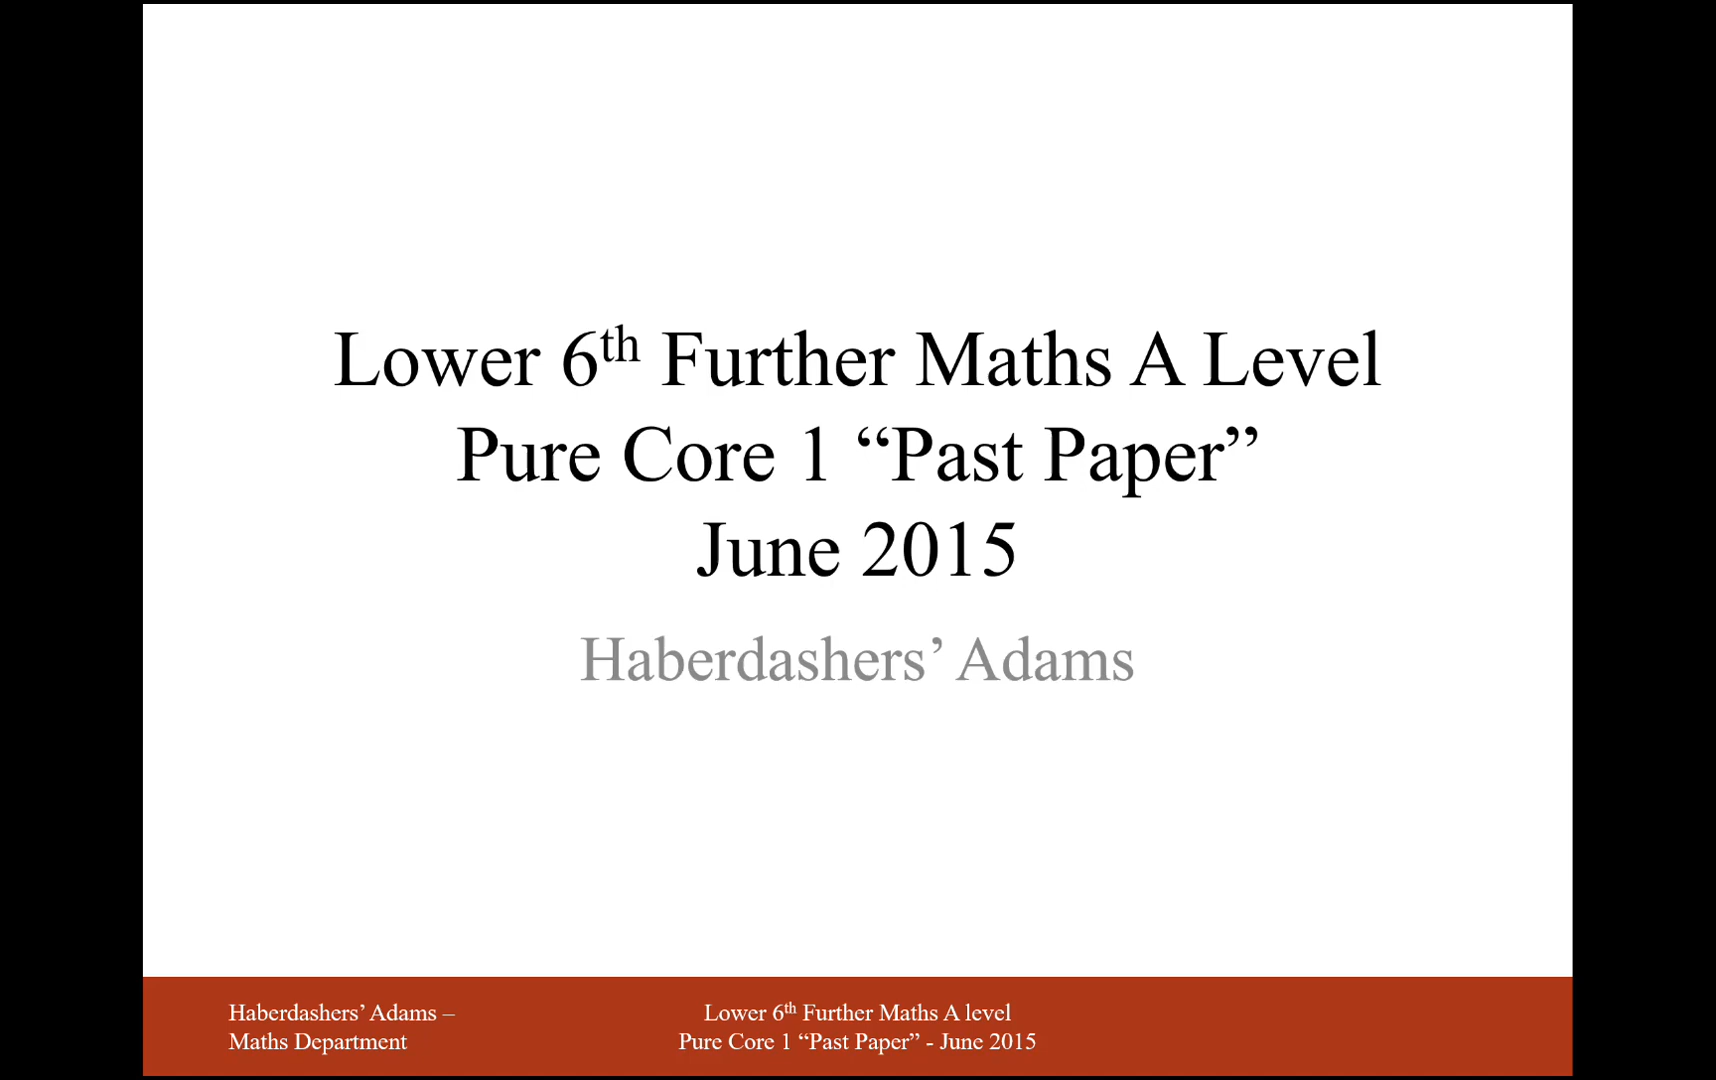 Lower 6th Further Maths A Level
Pure Core 1 “Past Paper”
June 2015
Haberdashers’ Adams
Haberdashers’ Adams –
Maths Department
Lower 6th Further Maths A level
Pure Core 1 “Past Paper” - June 2015